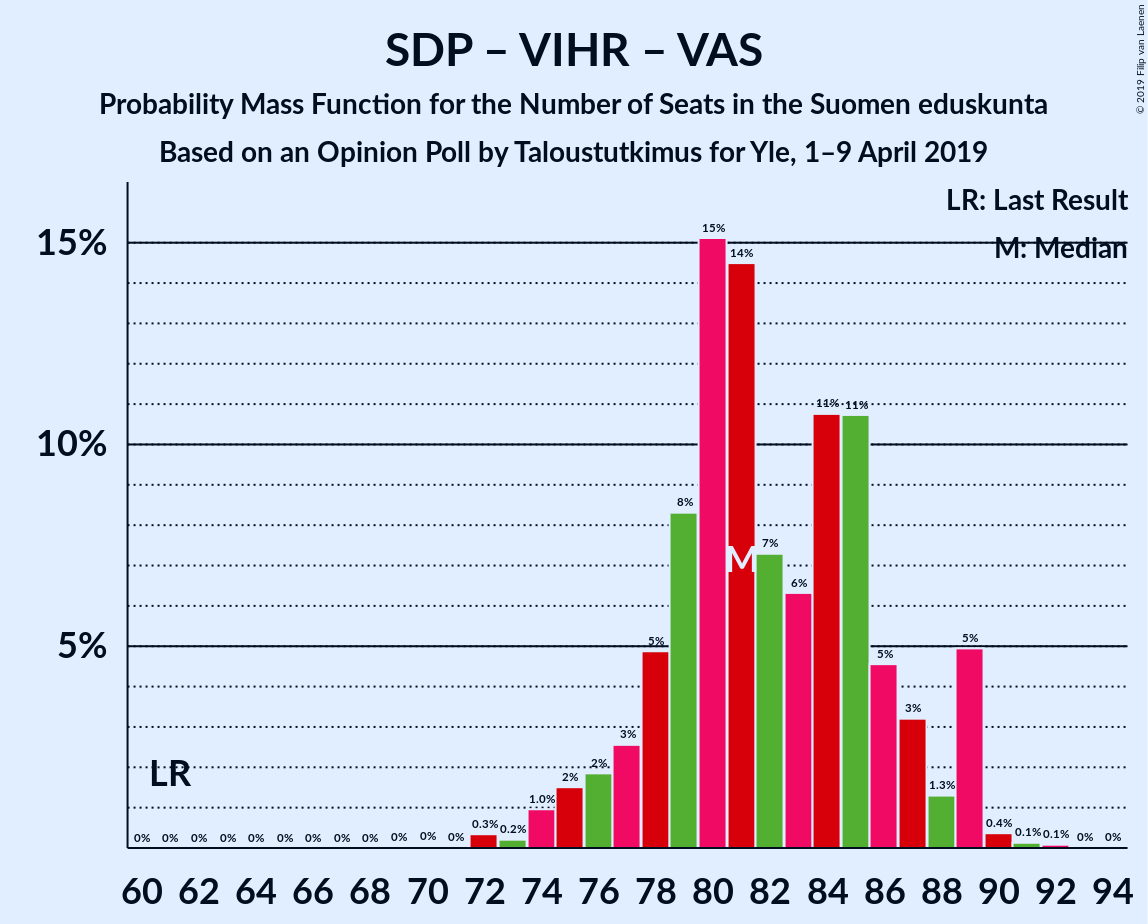 SDP – VIHR – VAS
Probability Mass Function for the Number of Seats in the Suomen eduskunta
Based on an Opinion Poll by Taloustutkimus for Yle, 1–9 April 2019
© 2019 Filip van Laenen
LR: Last Result
M: Median
15%
10%
5%
LR
M
0% 0% 0% 0% 0% 0% 0% 0% 0% 0% 0% 0% 0.3% 0.2% 1.0% 2% 2% 3% 5% 8% 15% 14% 7% 6% 11% 11% 5% 3% 1.3% 5% 0.4% 0.1% 0.1% 0% 0%
60 62 64 66 68 70 72 74 76 78 80 82 84 86 88 90 92 94